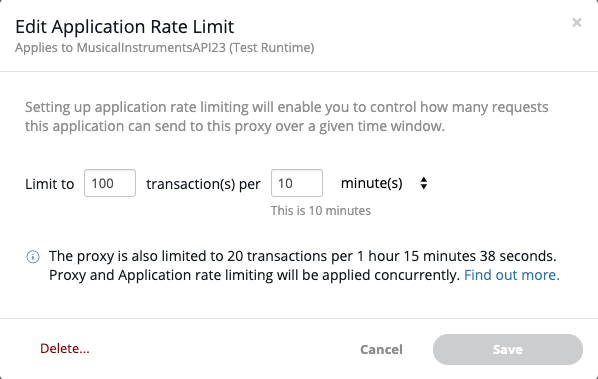 Edit Application Rate Limit
×
Applies to MusicalInstrumentsAPI23 (Test Runtime)
Setting up application rate limiting will enable you to control how many requests
this application can send to this proxy over a given time window.
Limit to 100 transaction(s) per 10 minute(s)
This is 10 minutes
The proxy is also limited to 20 transactions per 1 hour 15 minutes 38 seconds.
Proxy and Application rate limiting will be applied concurrently. Find out more.
Delete... Cancel Save